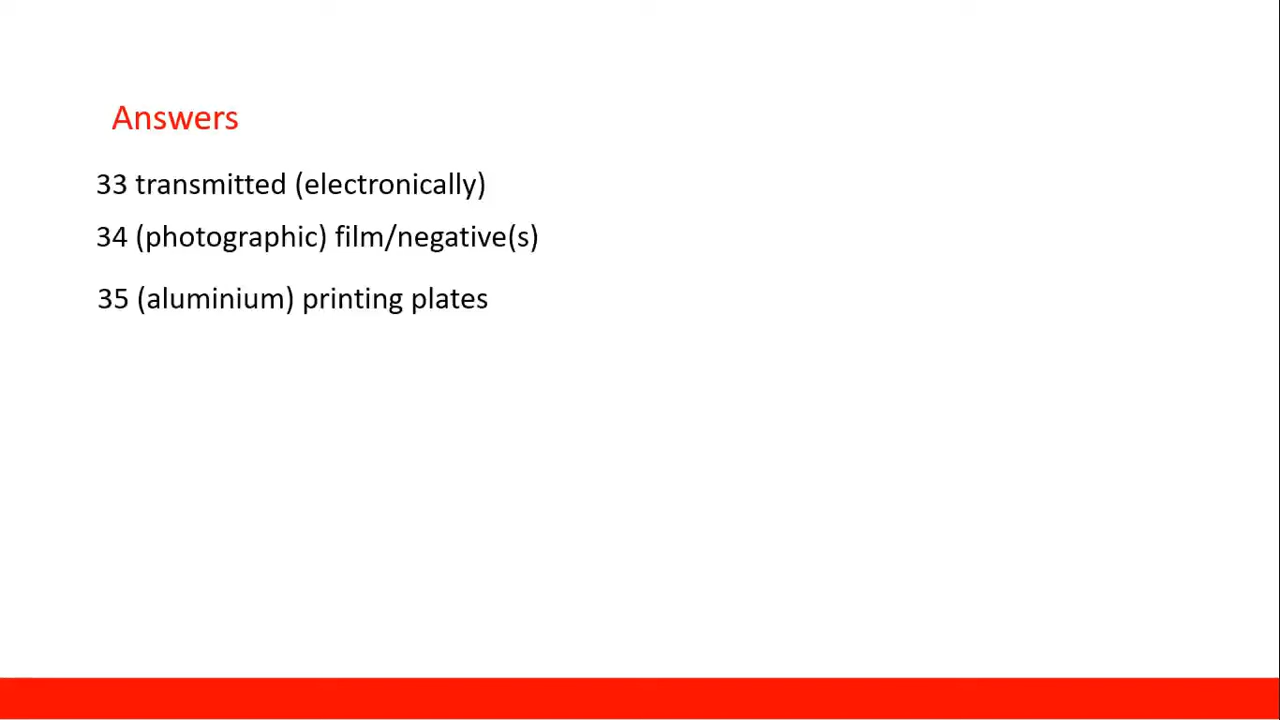 Answers
33 transmitted (electronically)
34 (photographic) film/negative(s)
35 (aluminium) printing plates